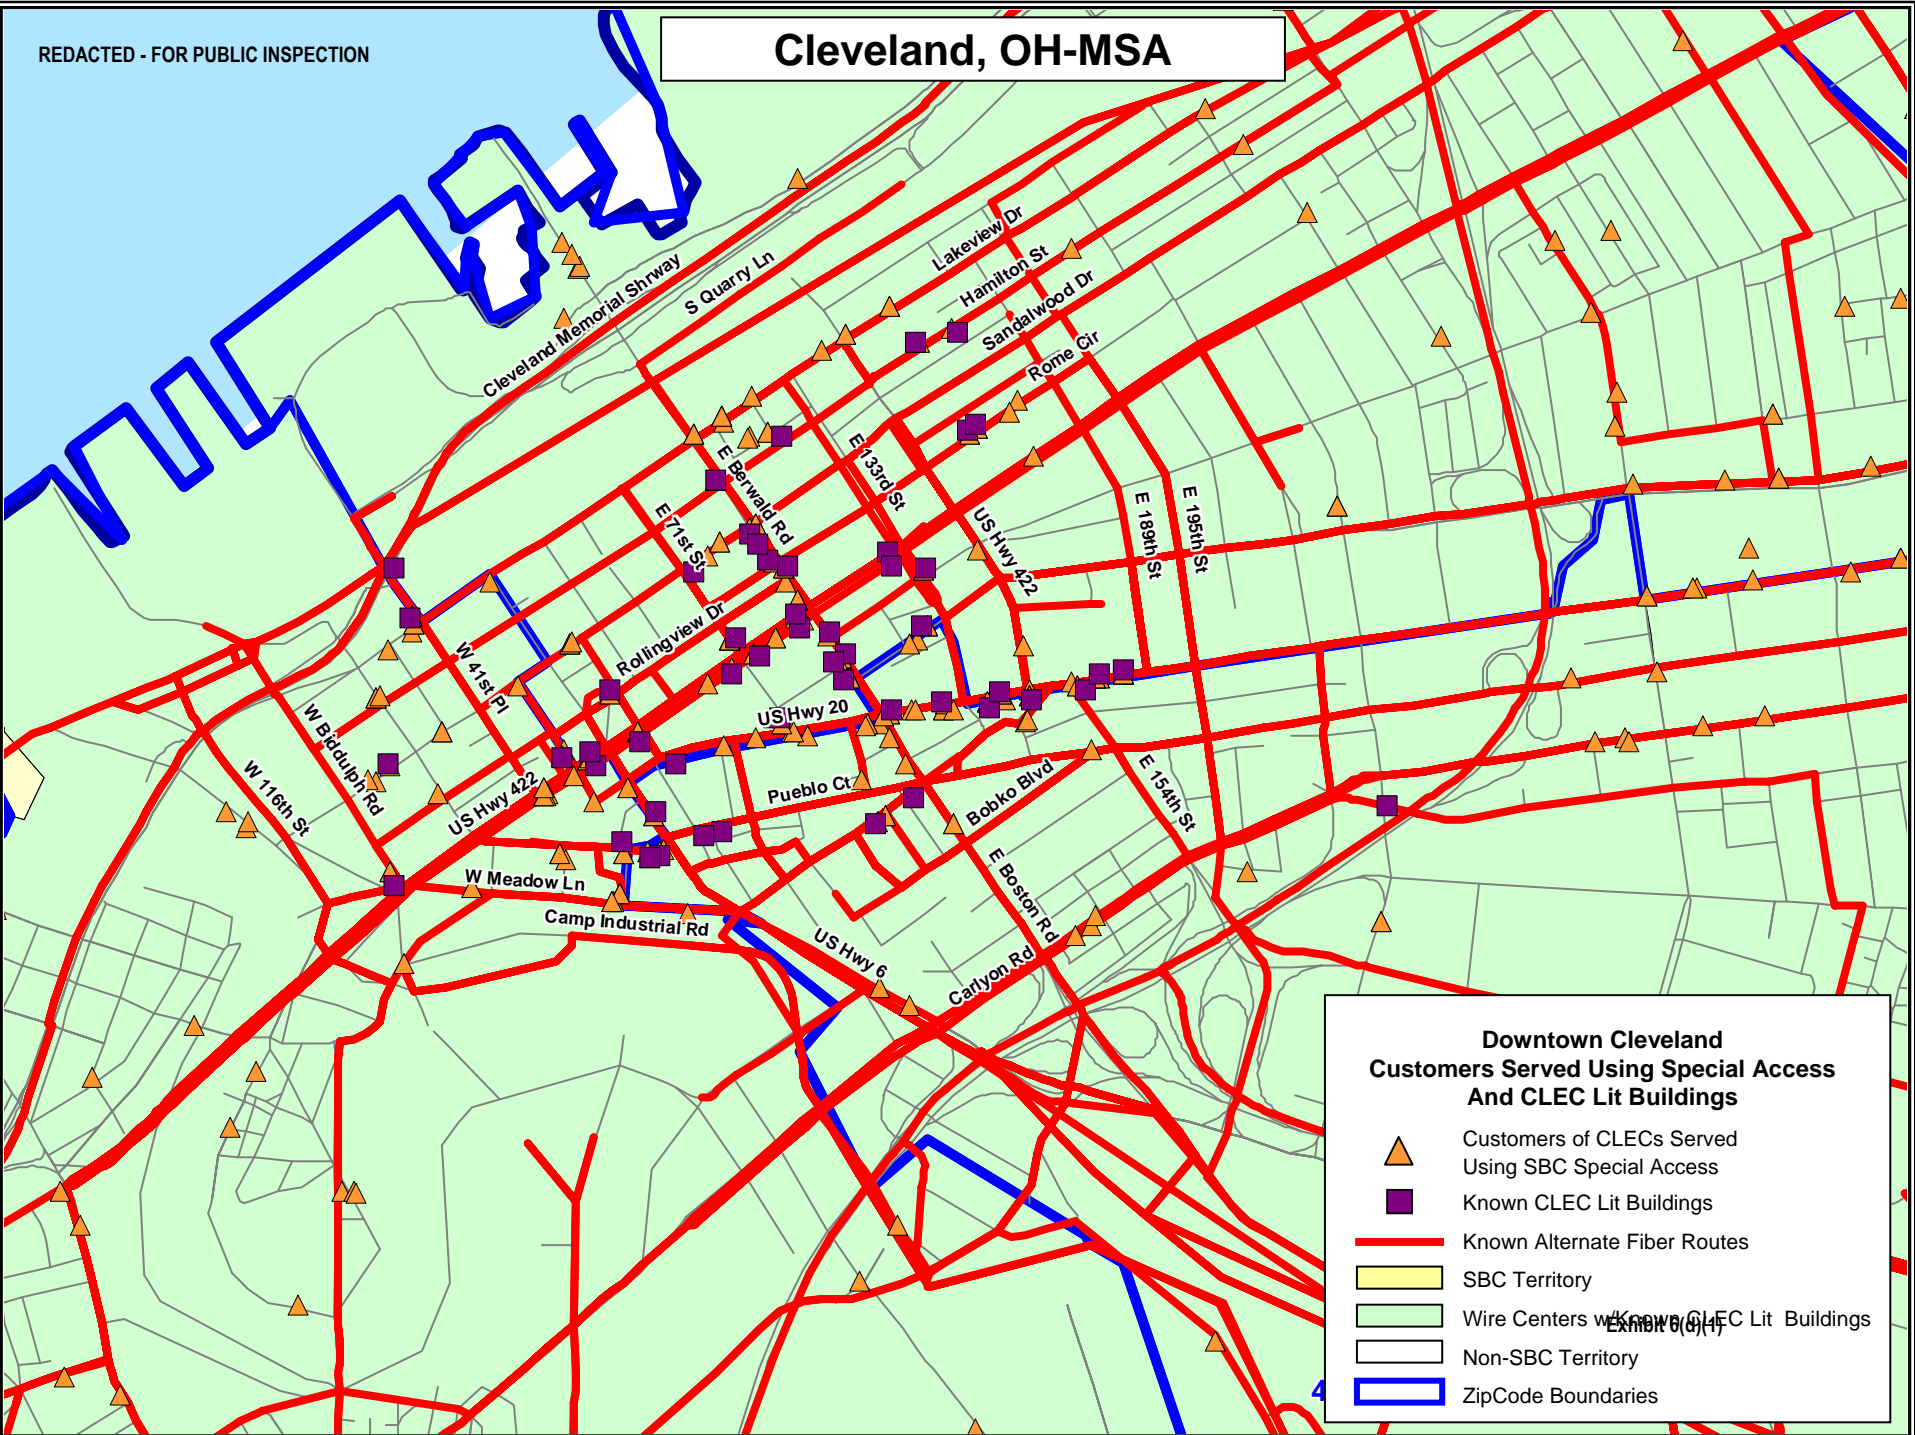 REDACTED - FOR PUBLIC INSPECTION
Cleveland, OH-MSA
Lakeview Dr
Hamilton St
Sandalwood Dr
Rome Cir
S Quarry Ln
Cleveland Memorial Shrway
E Berwald Rd
E 133rd St
E 71st St
US Hwy 422
E 189th St
E 195th St
Rollingview Dr
W 41st Pl
W Biddulph Rd
W 116th St
US Hwy 20
US Hwy 422
Pueblo Ct
Bobko Blvd
E 154th St
W Meadow Ln
Camp Industrial Rd
US Hwy 6
E Boston Rd
Carlyon Rd
4
Downtown Cleveland
Customers Served Using Special Access
And CLEC Lit Buildings
Customers of CLECs Served
Using SBC Special Access
Known CLEC Lit Buildings
Known Alternate Fiber Routes
SBC Territory
Wire Centers w/Known CLEC Lit Buildings
Exhibit 6(d)(1)
Non-SBC Territory
ZipCode Boundaries